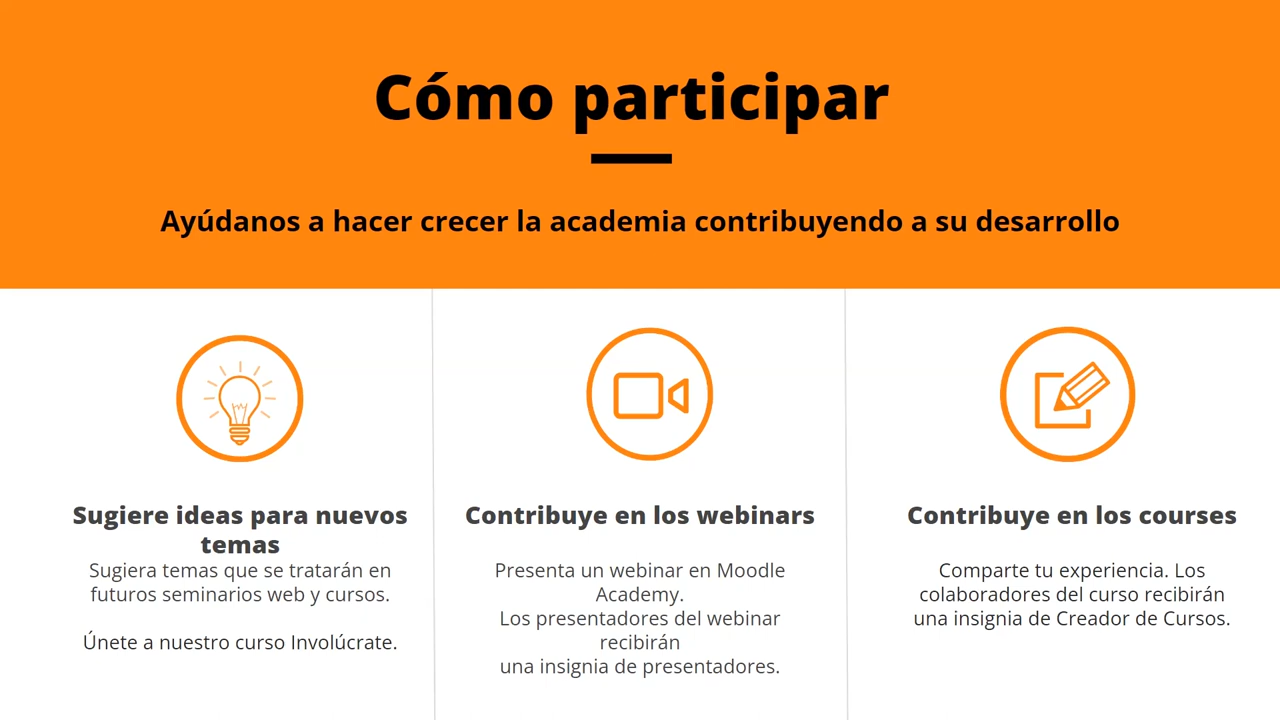 Cómo participar
Ayúdanos a hacer crecer la academia contribuyendo a su desarrollo
Sugiere ideas para nuevos
temas
Sugiera temas que se tratarán en
futuros seminarios web y cursos.
Únete a nuestro curso Involúcrate.
Contribuye en los webinars
Presenta un webinar en Moodle
Academy.
Los presentadores del webinar
recibirán
una insignia de presentadores.
Contribuye en los courses
Comparte tu experiencia. Los
colaboradores del curso recibirán
una insignia de Creador de Cursos.